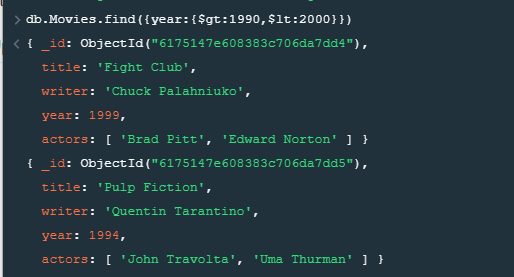 > db.Movies.find({year:{$gt:1990,$lt:2000}})
< { _id: ObjectId("6175147e608383c706da7dd4"),
title: 'Fight Club',
writer: 'Chuck Palahniuko',
year: 1999,
actors: [ 'Brad Pitt', 'Edward Norton' ] }
{ _id: ObjectId("6175147e608383c706da7dd5"),
title: 'Pulp Fiction',
writer: 'Quentin Tarantino',
year: 1994,
actors: [ 'John Travolta', 'Uma Thurman' ] }